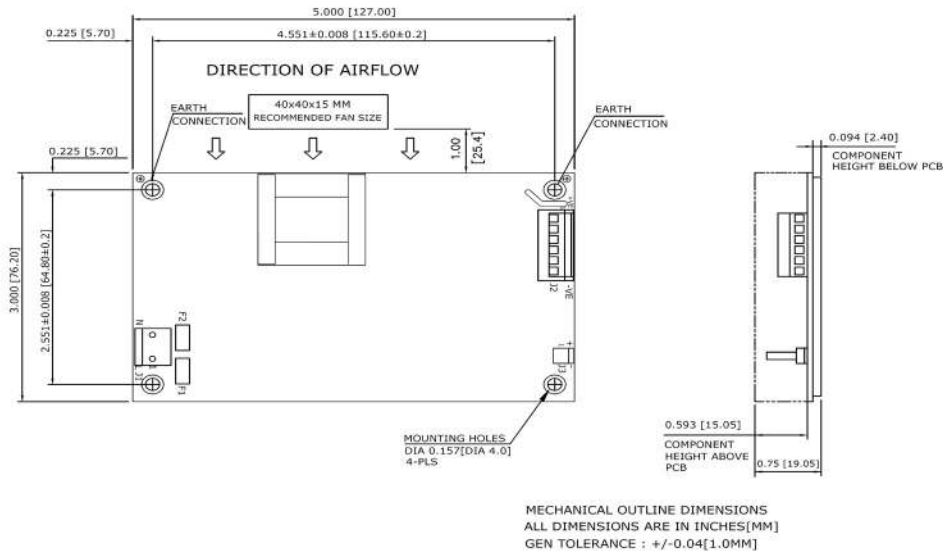 5.000 [127.00]
0.225 [5.70]
4.551±0.008 [115.60±0.2]
DIRECTION OF AIRFLOW
40x40x15 MM
RECOMMENDED FAN SIZE
EARTH
CONNECTION
EARTH
CONNECTION
1.00
[25.4]
0.225 [5.70]
0.094 [2.40]
COMPONENT
HEIGHT BELOW PCB
3.000 [76.20]
2.551±0.008 [64.80±0.2]
-VE
J2
N
F2
J1
F1
+
-
J3
MOUNTING HOLES
DIA 0.157[DIA 4.0]
4-PLS
0.593 [15.05]
COMPONENT
HEIGHT ABOVE
PCB
0.75 [19.05]
MECHANICAL OUTLINE DIMENSIONS
ALL DIMENSIONS ARE IN INCHES[MM]
GEN TOLERANCE : +/-0.04[1.0MM]